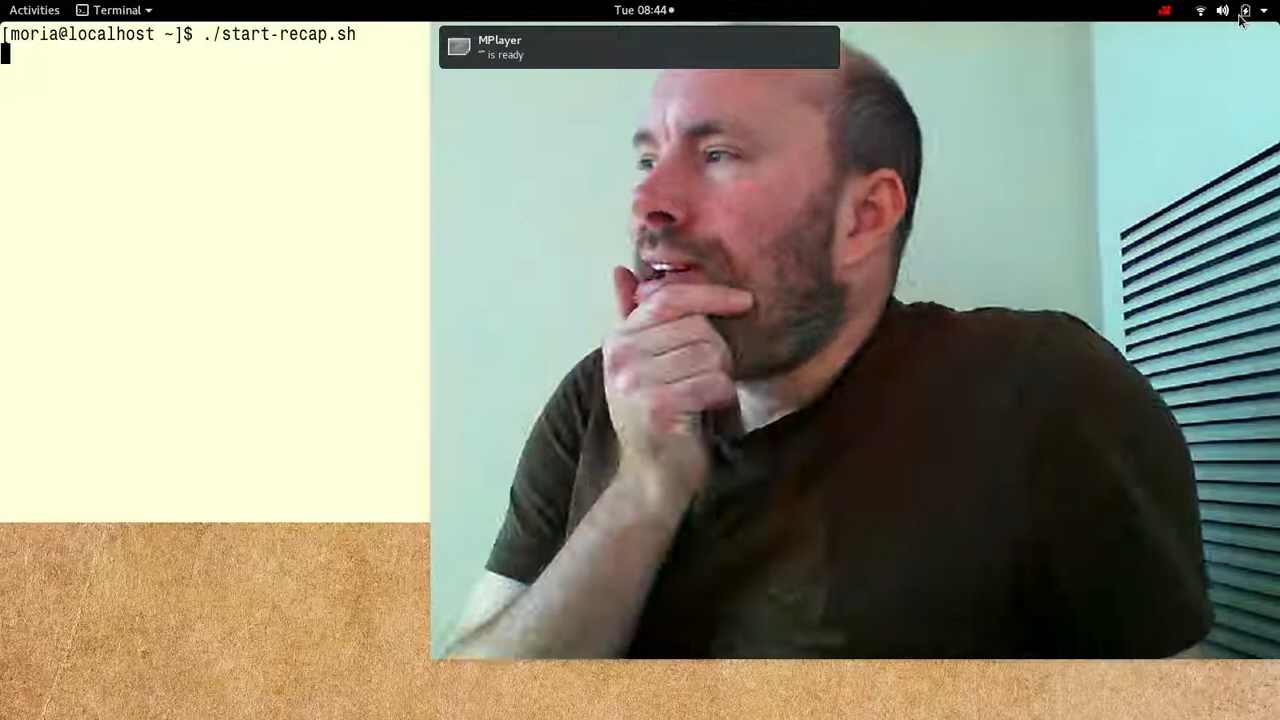 Activities Terminal Tue 08:44
[moria@localhost ~]$ ./start-recap.sh
MPlayer
"" is ready